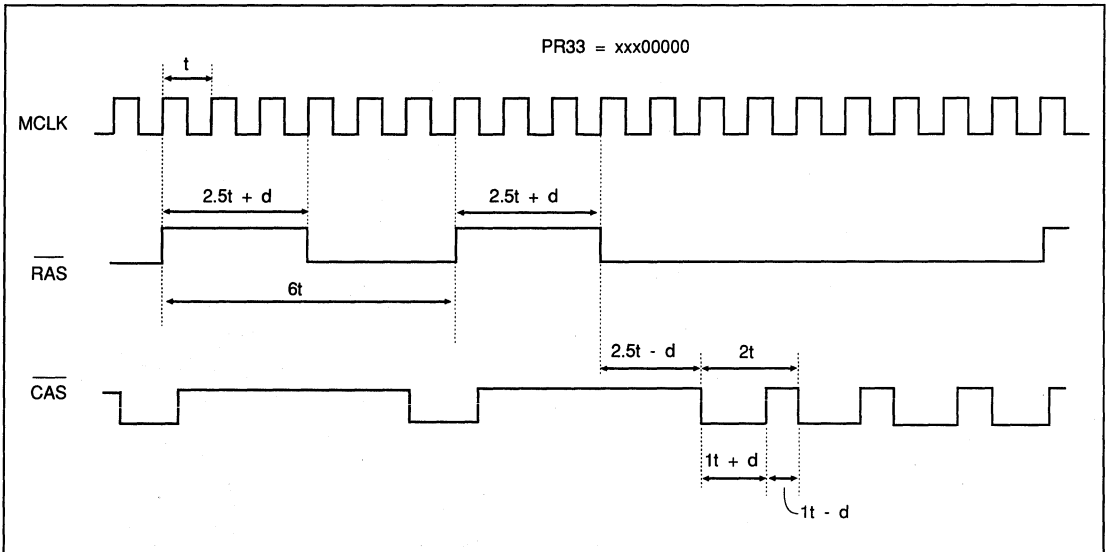 PR33 = xxx00000
t
MCLK
2.5t + d 2.5t + d
RAS
6t
2.5t - d 2t
CAS
1t + d
1t - d